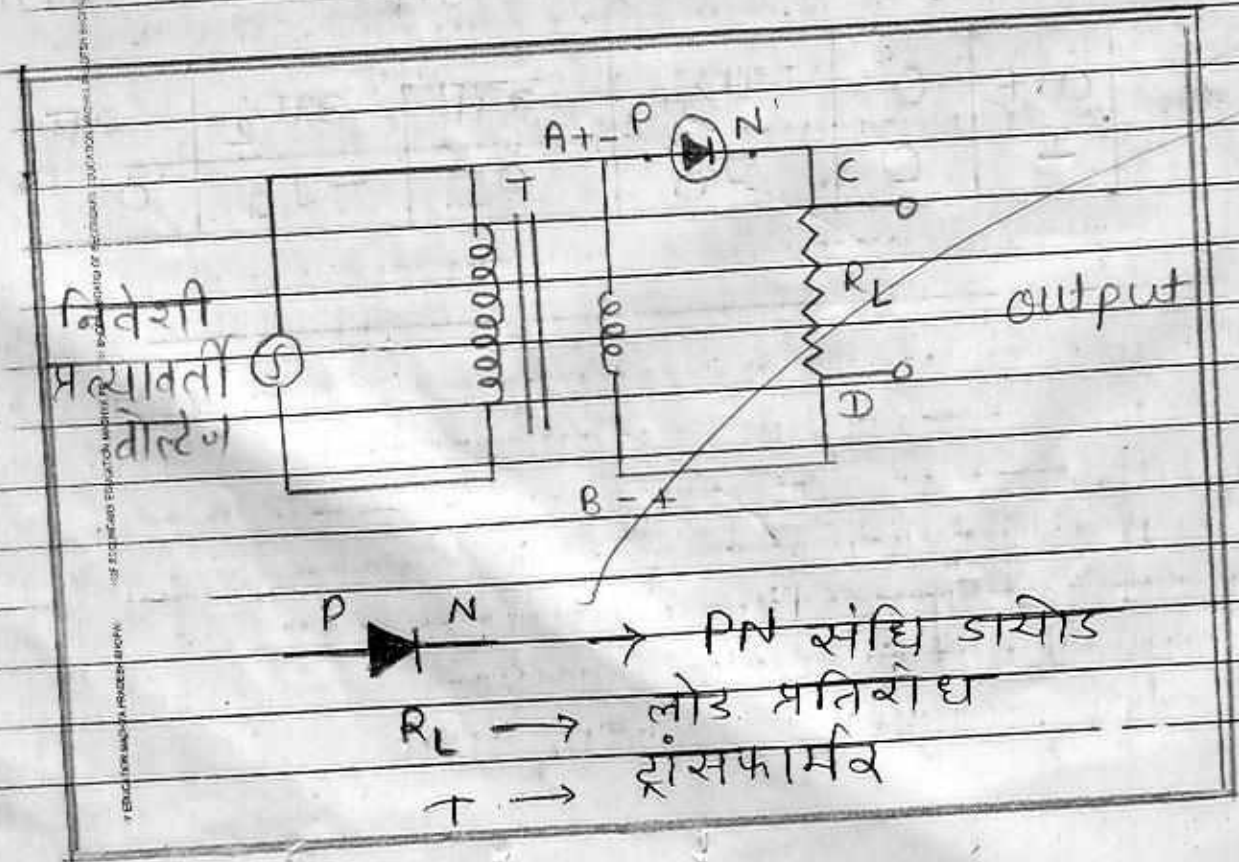 A + - P N
T
C
निवेशी
प्रत्यावर्ती
वोल्टेज
S
RL
output
D
B - +
P N → PN संधि डायोड
RL → लोड प्रतिरोध
T → ट्रांसफार्मर